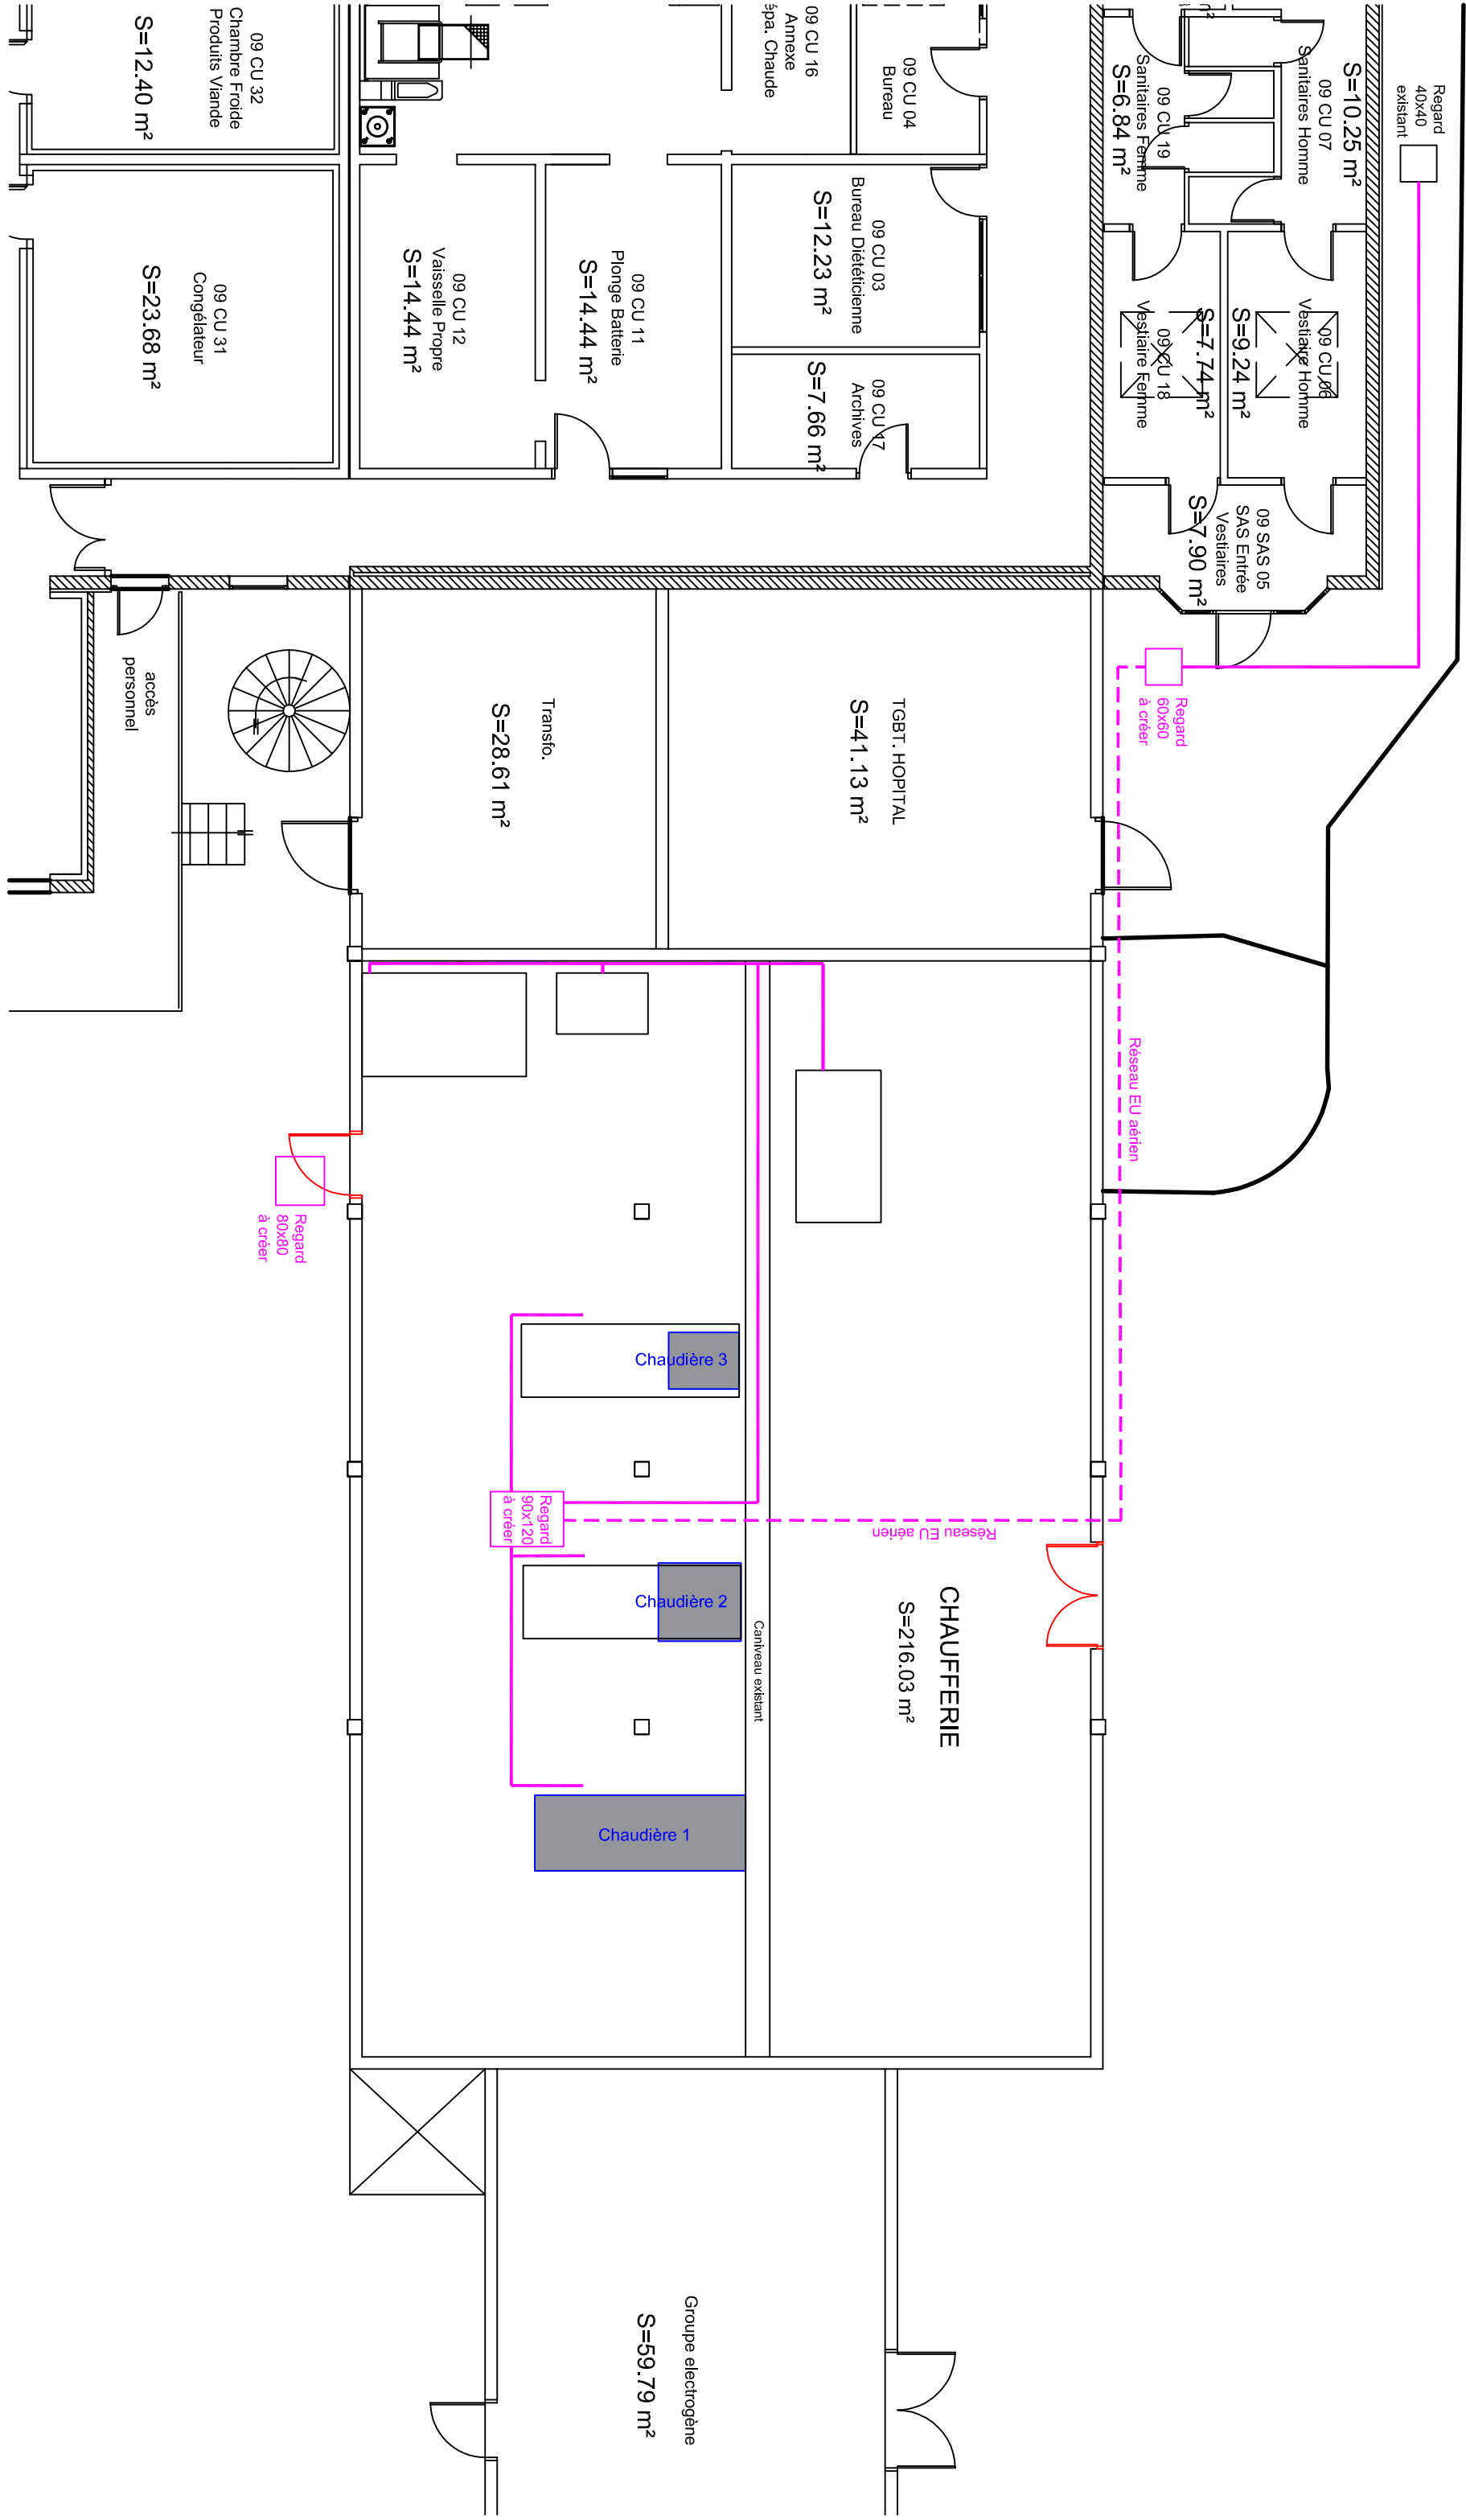 Regard
40x40
existant
S=10.25 m²
09 CU 07
Sanitaires Homme
09 CU 19
Sanitaires Femme
S=6.84 m²
09 CU 04
Bureau
09 CU 16
Annexe
épa. Chaude
09 CU 32
Chambre Froide
Produits Viande
S=12.40 m²
09 CU 06
Vestiaire Homme
S=9.24 m²
S=7.74 m²
09 CU 18
Vestiaire Femme
09 CU 03
Bureau Diététicienne
S=12.23 m²
09 CU 17
Archives
S=7.66 m²
09 CU 11
Plonge Batterie
S=14.44 m²
09 CU 12
Vaisselle Propre
S=14.44 m²
09 CU 31
Congélateur
S=23.68 m²
09 SAS 05
SAS Entrée
Vestiaires
S=7.90 m²
Regard
60x60
à créer
TGBT. HOPITAL
S=41.13 m²
Transfo.
S=28.61 m²
accès
personnel
Réseau EU aérien
Regard
80x80
à créer
Chaudière 3
Regard
90x120
à créer
Réseau EU aérien
Chaudière 2
Caniveau existant
CHAUFFERIE
S=216.03 m²
Chaudière 1
Groupe electrogène
S=59.79 m²